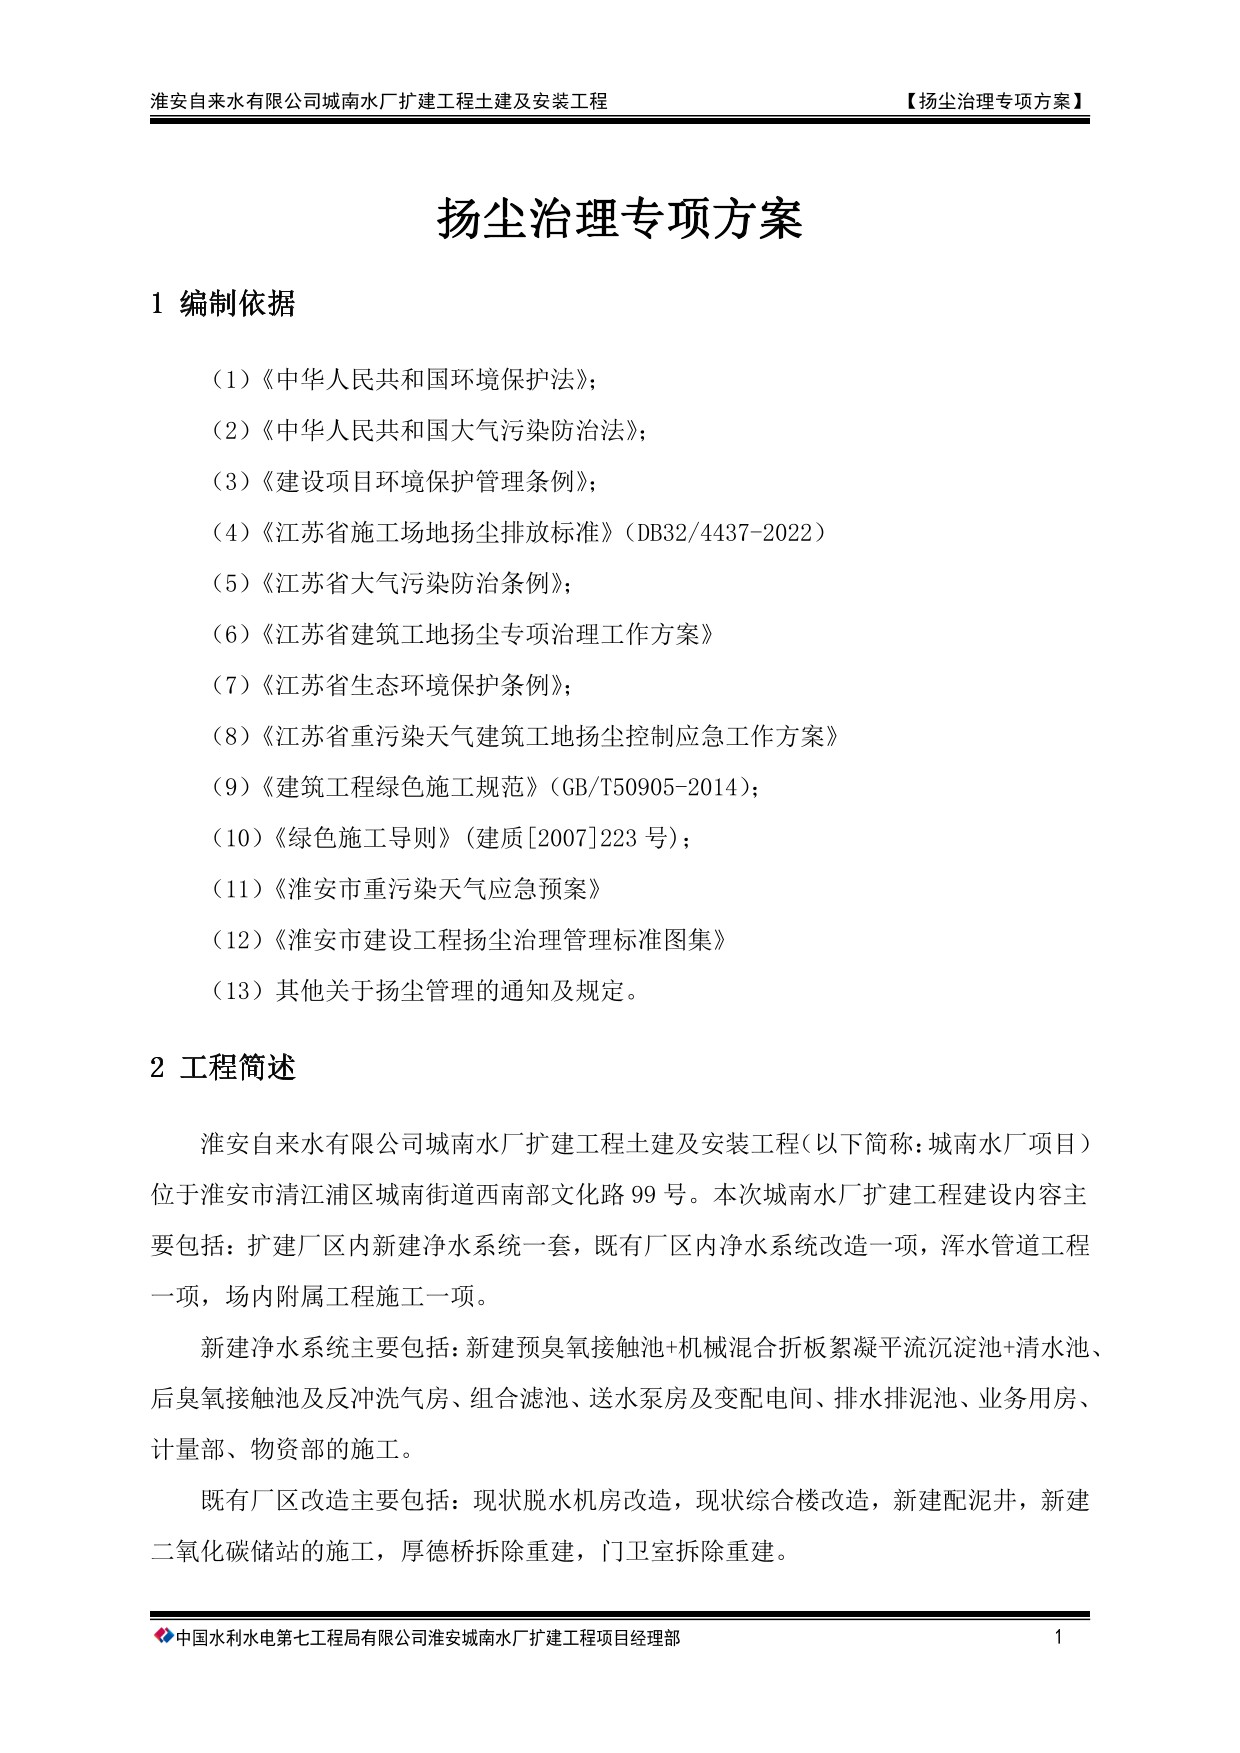 淮安自来水有限公司城南水厂扩建工程土建及安装工程 【扬尘治理专项方案】
扬尘治理专项方案
1 编制依据
（1）《中华人民共和国环境保护法》；
（2）《中华人民共和国大气污染防治法》；
（3）《建设项目环境保护管理条例》；
（4）《江苏省施工场地扬尘排放标准》（DB32/4437-2022）
（5）《江苏省大气污染防治条例》；
（6）《江苏省建筑工地扬尘专项治理工作方案》
（7）《江苏省生态环境保护条例》；
（8）《江苏省重污染天气建筑工地扬尘控制应急工作方案》
（9）《建筑工程绿色施工规范》（GB/T50905-2014）；
（10）《绿色施工导则》（建质[2007]223 号）；
（11）《淮安市重污染天气应急预案》
（12）《淮安市建设工程扬尘治理管理标准图集》
（13）其他关于扬尘管理的通知及规定。
2 工程简述
淮安自来水有限公司城南水厂扩建工程土建及安装工程（以下简称：城南水厂项目）
位于淮安市清江浦区城南街道西南部文化路 99 号。本次城南水厂扩建工程建设内容主
要包括：扩建厂区内新建净水系统一套，既有厂区内净水系统改造一项，浑水管道工程
一项，场内附属工程施工一项。
新建净水系统主要包括：新建预臭氧接触池+机械混合折板絮凝平流沉淀池+清水池、
后臭氧接触池及反冲洗气房、组合滤池、送水泵房及变配电间、排水排泥池、业务用房、
计量部、物资部的施工。
既有厂区改造主要包括：现状脱水机房改造，现状综合楼改造，新建配泥井，新建
二氧化碳储站的施工，厚德桥拆除重建，门卫室拆除重建。
中国水利水电第七工程局有限公司淮安城南水厂扩建工程项目经理部 1